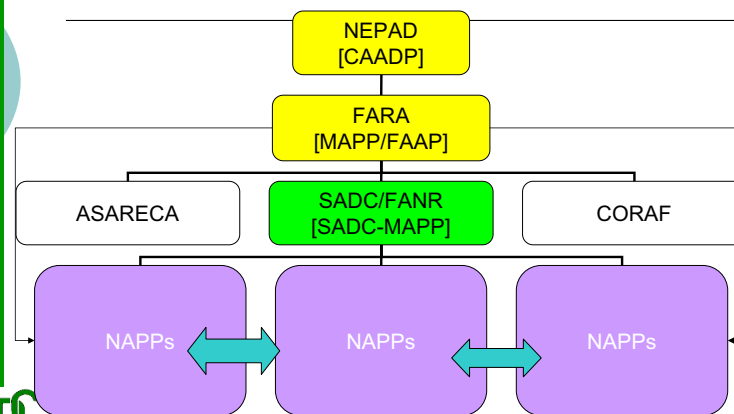 NEPAD
[CAADP]
FARA
[MAPP/FAAP]
ASARECA
SADC/FANR
[SADC-MAPP]
CORAF
NAPPs
NAPPs
NAPPs